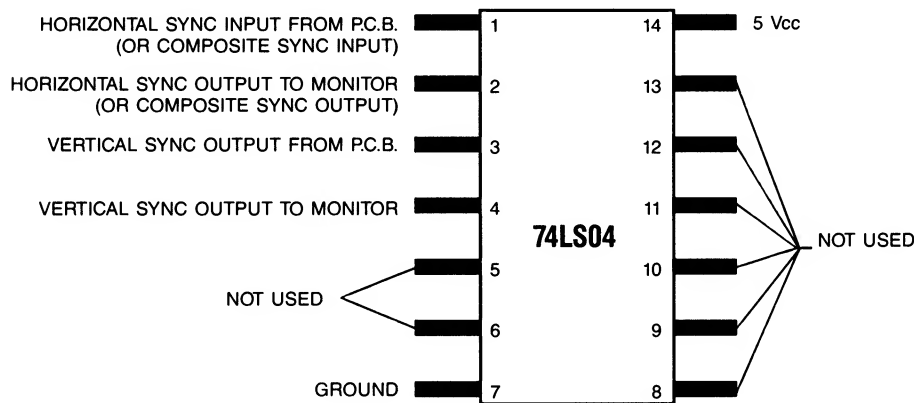 HORIZONTAL SYNC INPUT FROM P.C.B.
(OR COMPOSITE SYNC INPUT)
1
14
5 Vcc
HORIZONTAL SYNC OUTPUT TO MONITOR
(OR COMPOSITE SYNC OUTPUT)
2
13
VERTICAL SYNC OUTPUT FROM P.C.B.
3
12
VERTICAL SYNC OUTPUT TO MONITOR
4
11
74LS04
NOT USED
5
10
NOT USED
6
9
GROUND
7
8